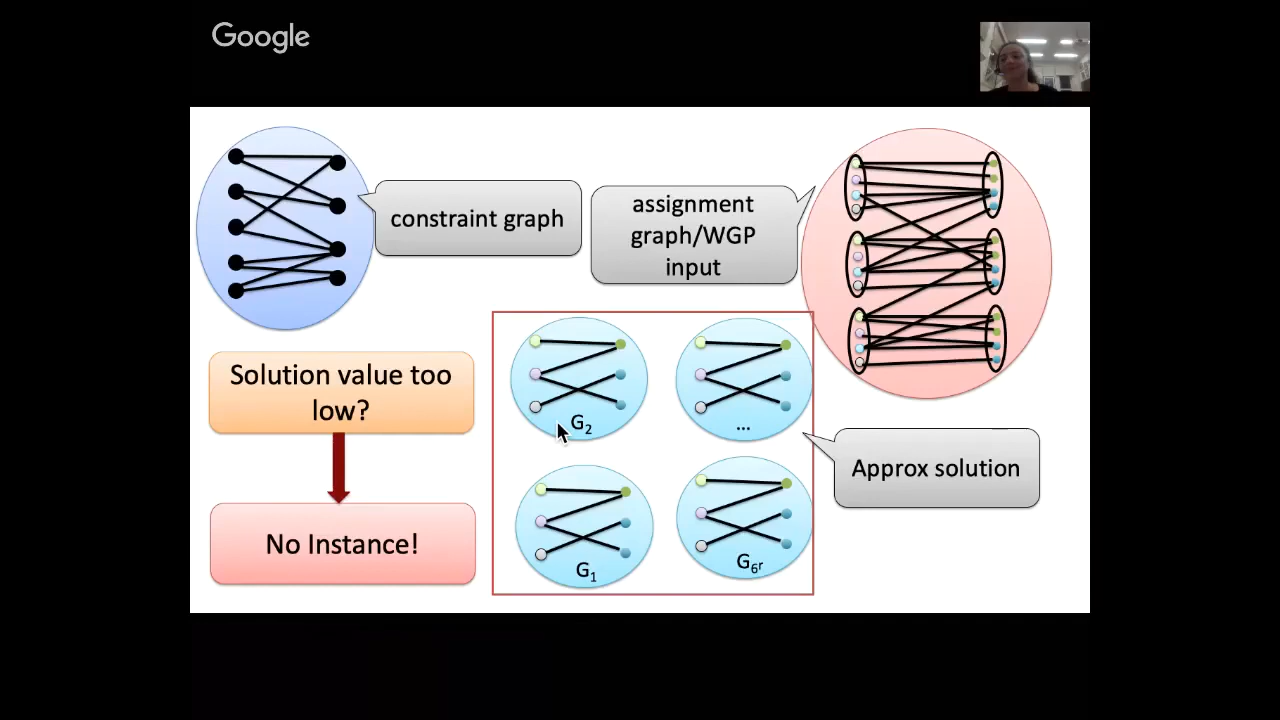 Google
constraint graph
assignment
graph/WGP
input
Solution value too
low?
No Instance!
G2
...
G1
G6r
Approx solution